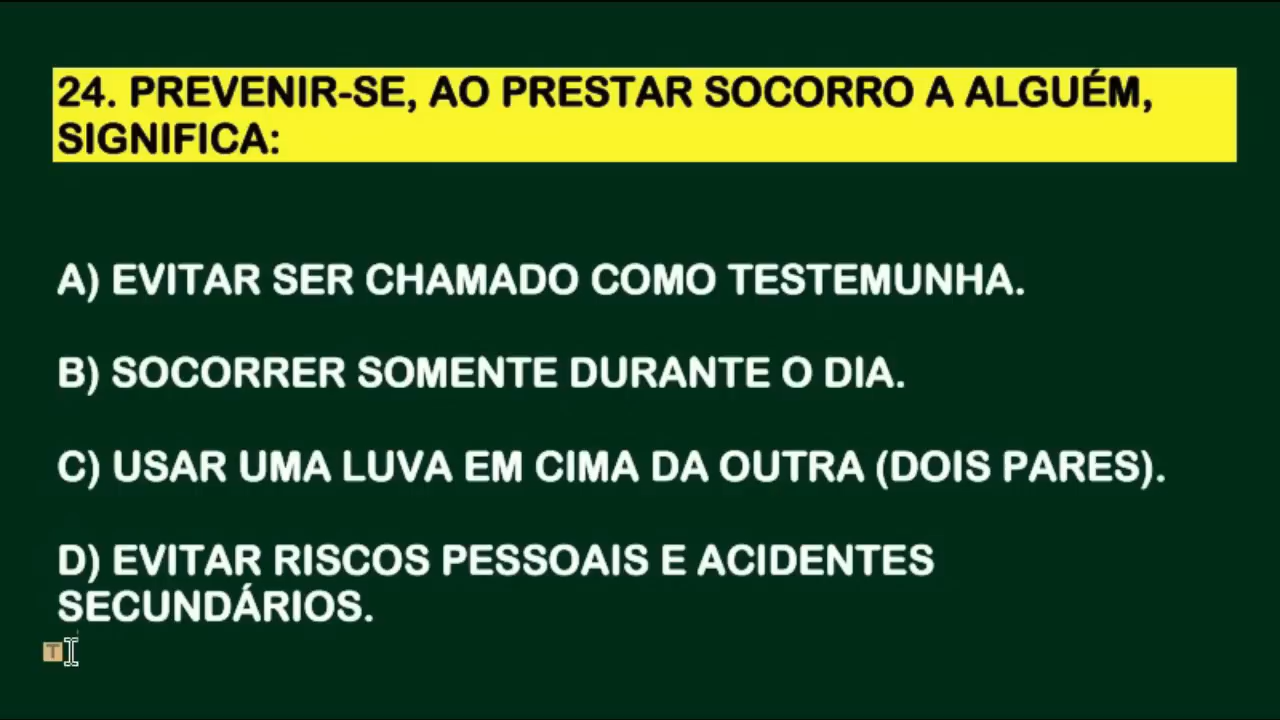 24. PREVENIR-SE, AO PRESTAR SOCORRO A ALGUÉM,
SIGNIFICA:
A) EVITAR SER CHAMADO COMO TESTEMUNHA.
B) SOCORRER SOMENTE DURANTE O DIA.
C) USAR UMA LUVA EM CIMA DA OUTRA (DOIS PARES).
D) EVITAR RISCOS PESSOAIS E ACIDENTES
SECUNDÁRIOS.
T